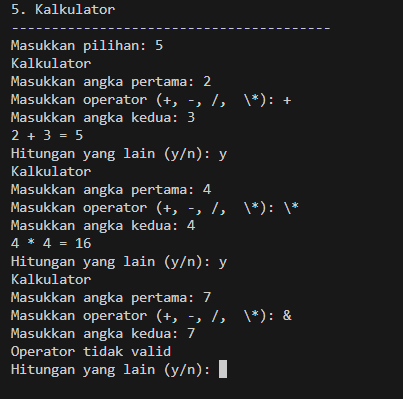 5. Kalkulator
----------------------------------------
Masukkan pilihan: 5
Kalkulator
Masukkan angka pertama: 2
Masukkan operator (+, -, /,  \*): +
Masukkan angka kedua: 3
2 + 3 = 5
Hitungan yang lain (y/n): y
Kalkulator
Masukkan angka pertama: 4
Masukkan operator (+, -, /,  \*): \*
Masukkan angka kedua: 4
4 * 4 = 16
Hitungan yang lain (y/n): y
Kalkulator
Masukkan angka pertama: 7
Masukkan operator (+, -, /,  \*): &
Masukkan angka kedua: 7
Operator tidak valid
Hitungan yang lain (y/n):